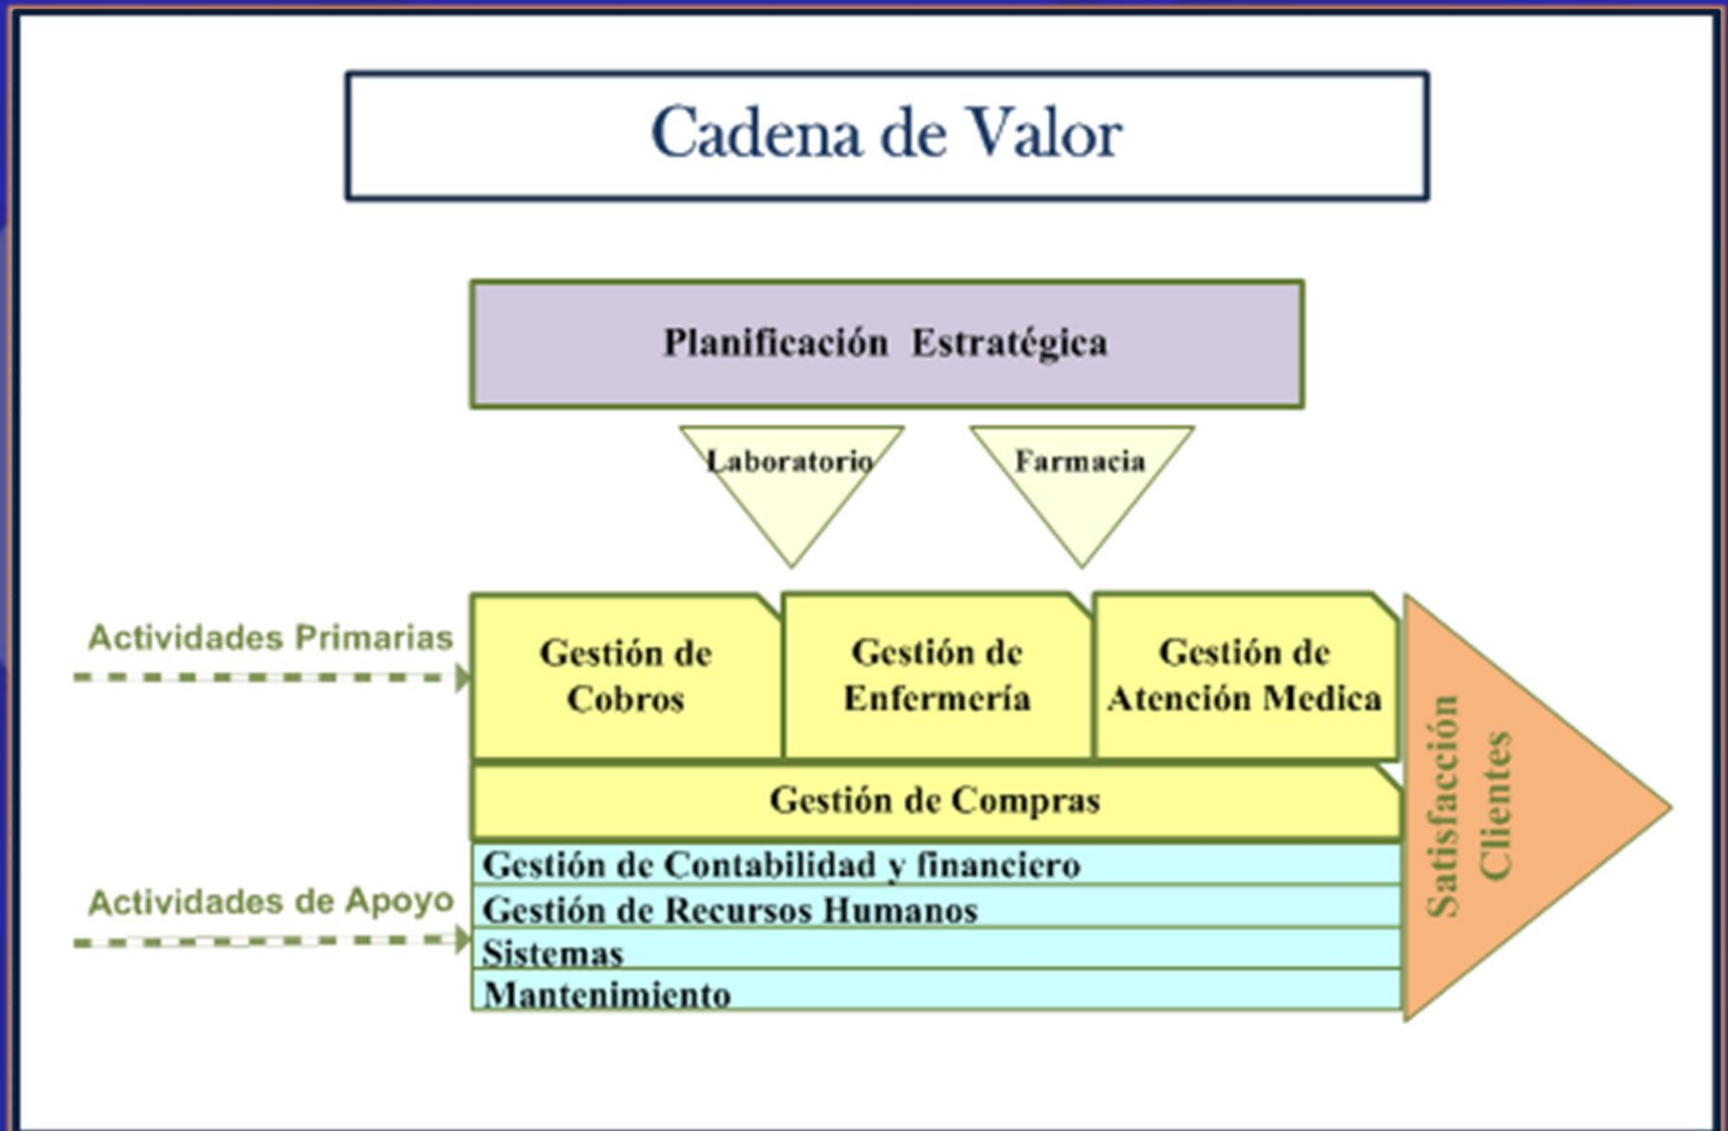 Cadena de Valor
Planificación Estratégica
Laboratorio
Farmacia
Actividades Primarias
Gestión de
Cobros
Gestión de
Enfermería
Gestión de
Atención Medica
Gestión de Compras
Actividades de Apoyo
Gestión de Contabilidad y financiero
Gestión de Recursos Humanos
Sistemas
Mantenimiento
Satisfacción
Clientes